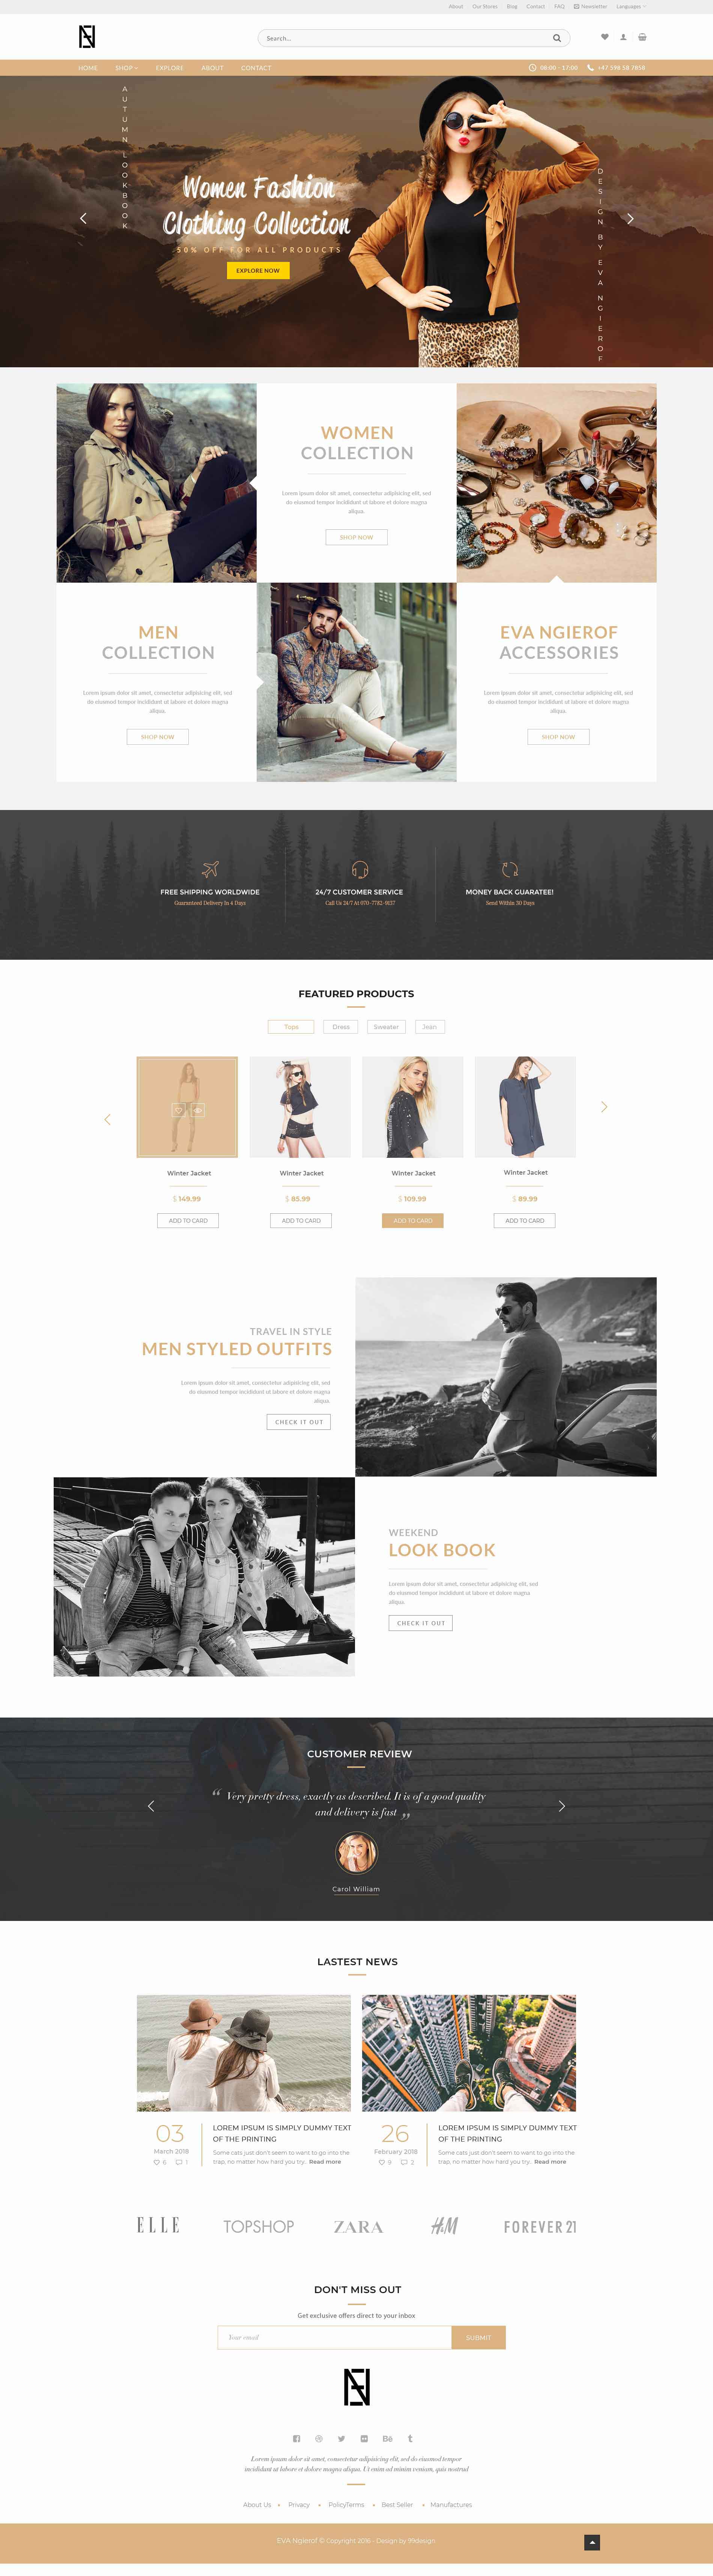 About Our Stores Blog Contact FAQ Newsletter Languages
Search...
HOME SHOP EXPLORE ABOUT CONTACT 08:00 - 17:00 +47 398 58 7858
AUTUMN LOOKBOOK
Women Fashion
Clothing Collection
50% OFF FOR ALL PRODUCTS
EXPLORE NOW
DESIGN BY EVA NGIEROF
WOMEN
COLLECTION
Lorem ipsum dolor sit amet, consectetur adipisicing elit, sed
do eiusmod tempor incididunt ut labore et dolore magna
aliqua.
SHOP NOW
MEN
COLLECTION
Lorem ipsum dolor sit amet, consectetur adipisicing elit, sed
do eiusmod tempor incididunt ut labore et dolore magna
aliqua.
SHOP NOW
EVA NGIEROF
ACCESSORIES
Lorem ipsum dolor sit amet, consectetur adipisicing elit, sed
do eiusmod tempor incididunt ut labore et dolore magna
aliqua.
SHOP NOW
FREE SHIPPING WORLDWIDE
Guaranteed Delivery In 4 Days
24/7 CUSTOMER SERVICE
Call Us 24/7 At 070-7782-9137
MONEY BACK GUARATEE!
Send Within 30 Days
FEATURED PRODUCTS
Tops Dress Sweater Jean
Winter Jacket
$ 149.99
ADD TO CARD
Winter Jacket
$ 85.99
ADD TO CARD
Winter Jacket
$ 109.99
ADD TO CARD
Winter Jacket
$ 89.99
ADD TO CARD
TRAVEL IN STYLE
MEN STYLED OUTFITS
Lorem ipsum dolor sit amet, consectetur adipisicing elit, sed
do eiusmod tempor incididunt ut labore et dolore magna
aliqua.
CHECK IT OUT
WEEKEND
LOOK BOOK
Lorem ipsum dolor sit amet, consectetur adipisicing elit, sed
do eiusmod tempor incididunt ut labore et dolore magna
aliqua.
CHECK IT OUT
CUSTOMER REVIEW
“ Very pretty dress, exactly as described. It is of a good quality
and delivery is fast ”
Carol William
LASTEST NEWS
03
March 2018
6 1
LOREM IPSUM IS SIMPLY DUMMY TEXT
OF THE PRINTING
Some cats just don't seem to want to go into the
trap, no matter how hard you try.. Read more
26
February 2018
9 2
LOREM IPSUM IS SIMPLY DUMMY TEXT
OF THE PRINTING
Some cats just don't seem to want to go into the
trap, no matter how hard you try.. Read more
ELLE TOPSHOP ZARA H&M FOREVER 21
DON'T MISS OUT
Get exclusive offers direct to your inbox
Your email SUBMIT
Lorem ipsum dolor sit amet, consectetur adipisicing elit, sed do eiusmod tempor
incididunt ut labore et dolore magna aliqua. Ut enim ad minim veniam, quis nostrud
About Us Privacy PolicyTerms Best Seller Manufactures
EVA Ngierof © Copyright 2016 - Design by 99design